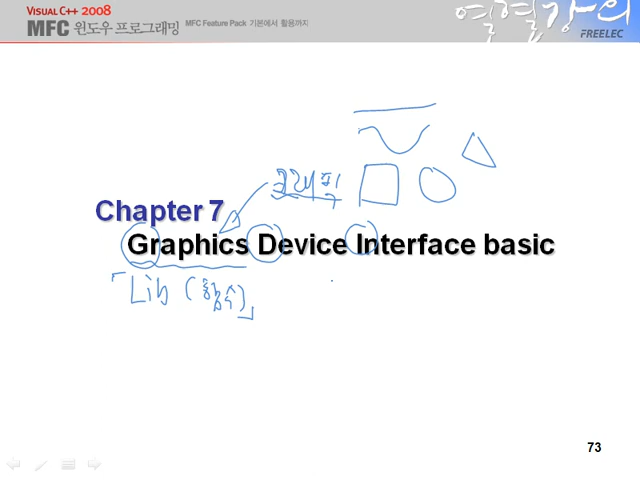 VISUAL C++ 2008
MFC 윈도우 프로그래밍 MFC Feature Pack 기본에서 활용까지
열혈강의
FREELEC
그래픽
Chapter 7
Graphics Device Interface basic
「Lib (함수)」
73